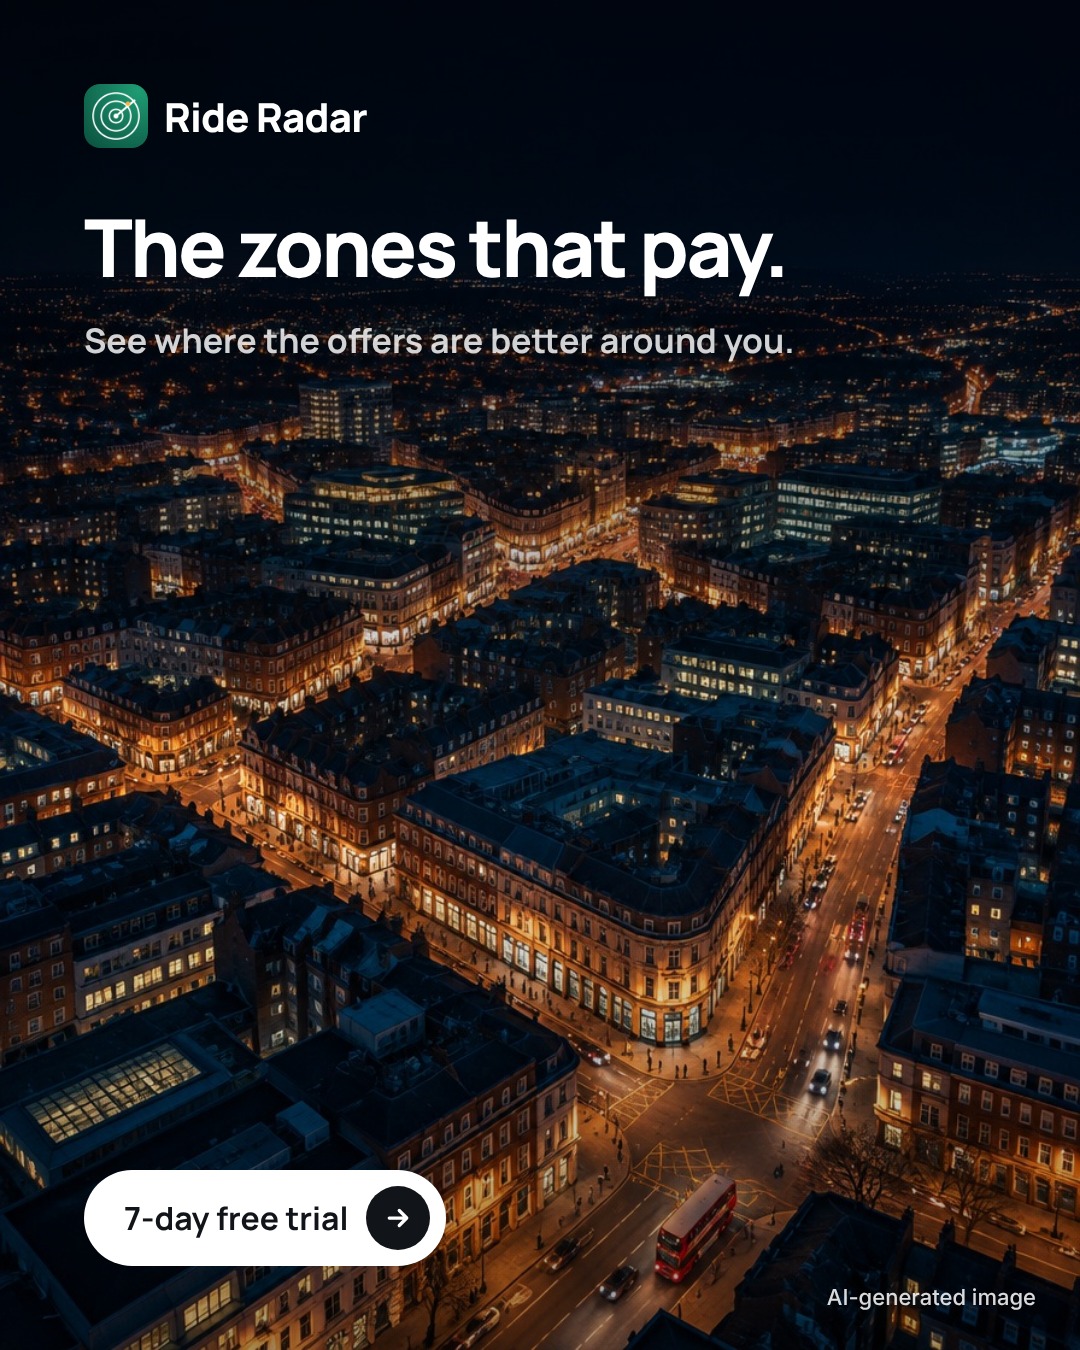 Ride Radar
The zones that pay.
See where the offers are better around you.
7-day free trial
AI-generated image